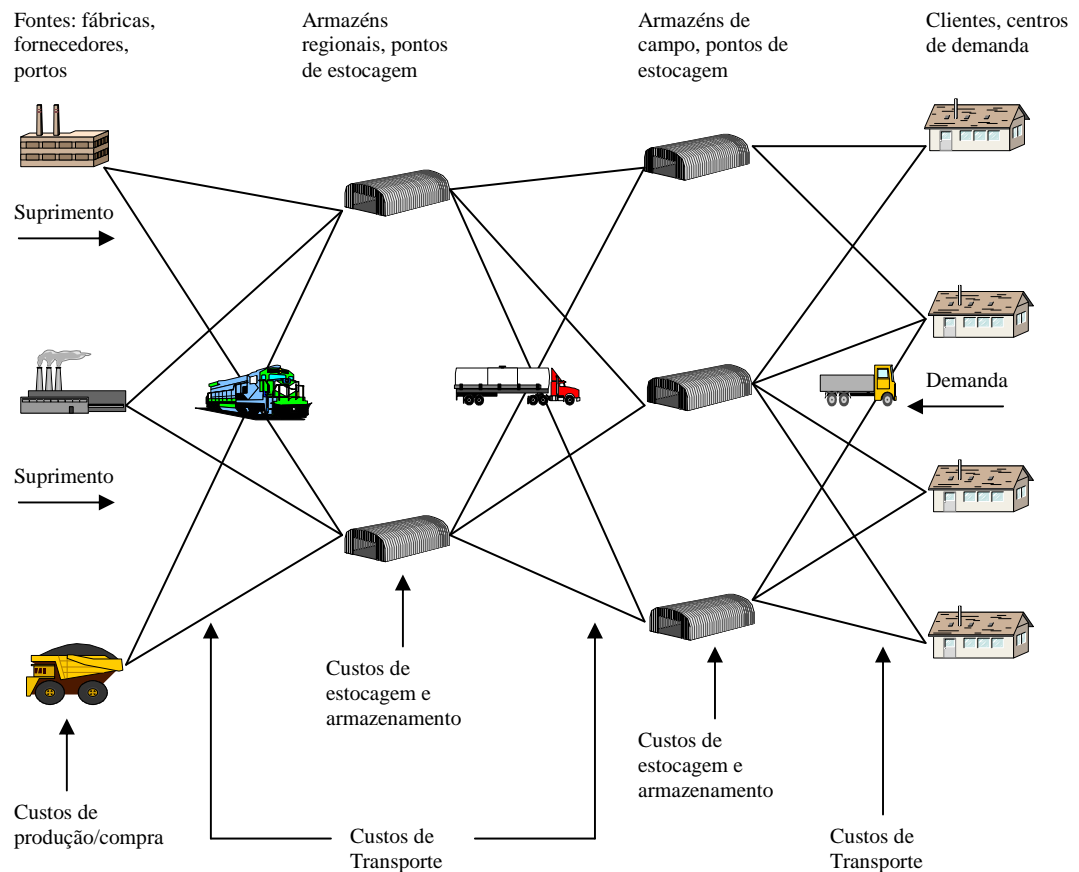 Fontes: fábricas,
fornecedores,
portos
Armazéns
regionais, pontos
de estocagem
Armazéns de
campo, pontos de
estocagem
Clientes, centros
de demanda
Suprimento
Demanda
Suprimento
Custos de
estocagem e
armazenamento
Custos de
estocagem e
armazenamento
Custos de
produção/compra
Custos de
Transporte
Custos de
Transporte